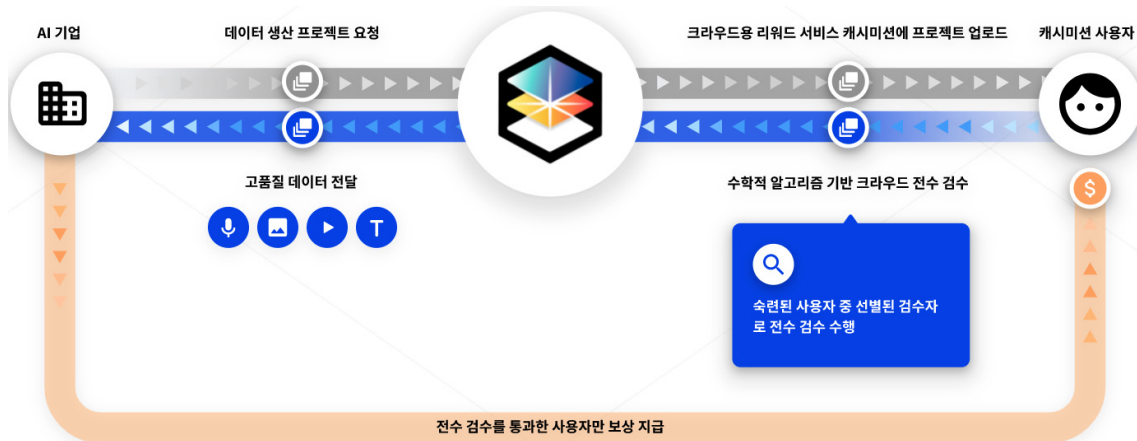 AI 기업
데이터 생산 프로젝트 요청
크라우드용 리워드 서비스 캐시미션에 프로젝트 업로드
캐시미션 사용자
고품질 데이터 전달
수학적 알고리즘 기반 크라우드 전수 검수
T
$
숙련된 사용자 중 선별된 검수자
로 전수 검수 수행
전수 검수를 통과한 사용자만 보상 지급